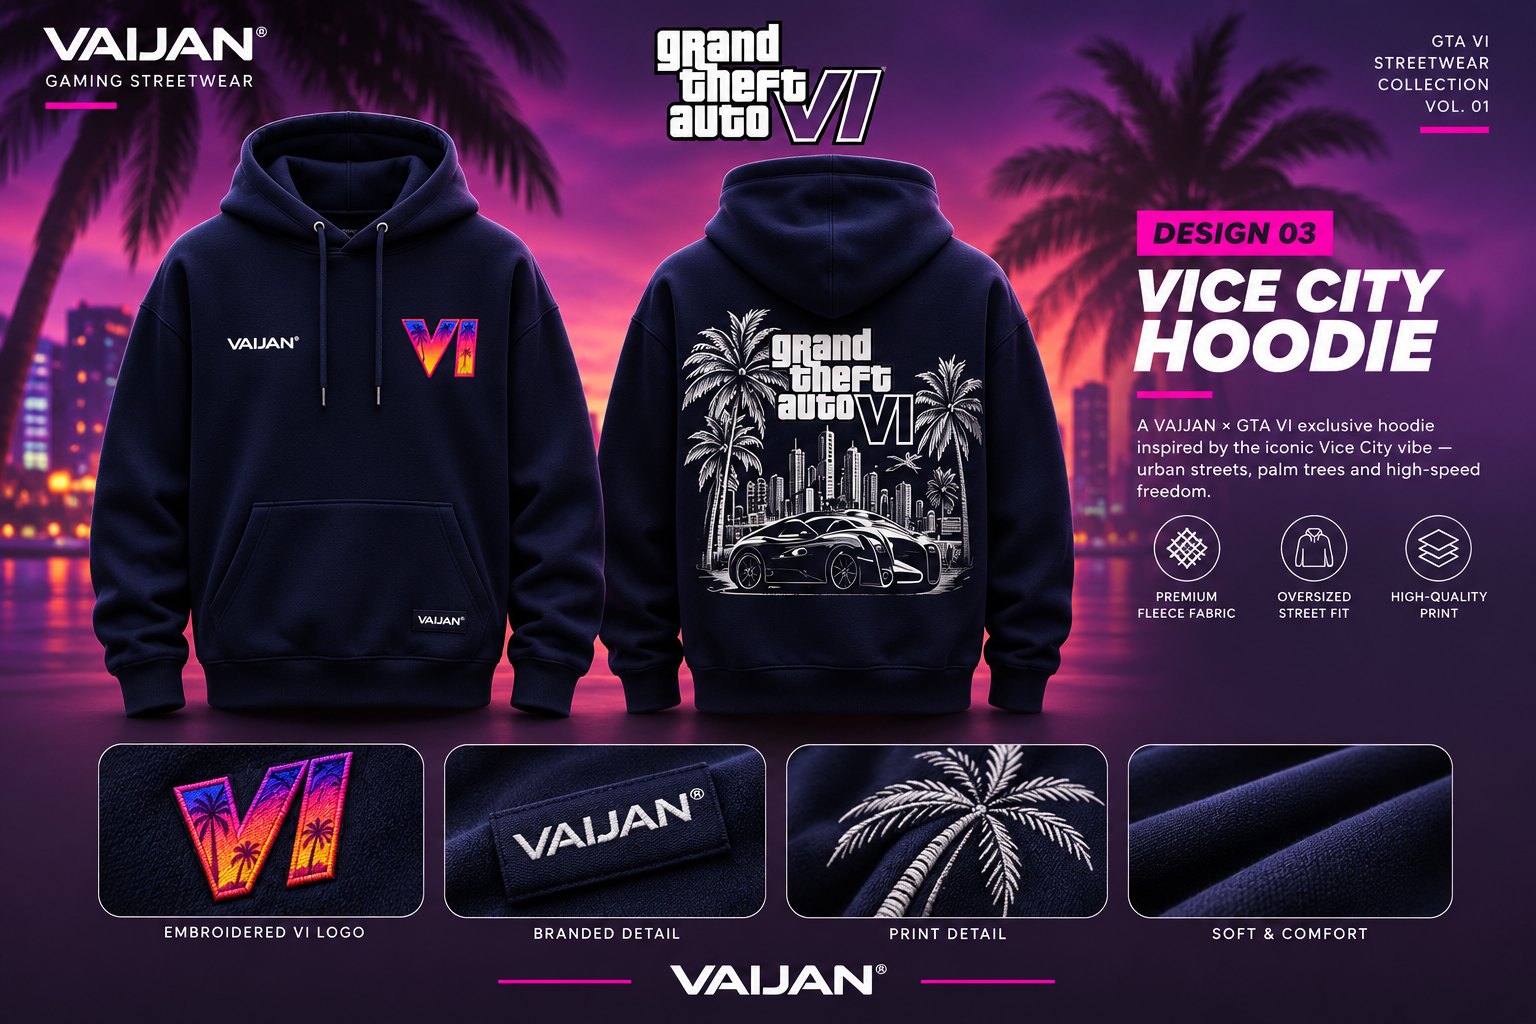 VAIJAN®
GAMING STREETWEAR
grand
theft
auto VI
GTA VI
STREETWEAR
COLLECTION
VOL. 01
DESIGN 03
VICE CITY
HOODIE
A VAIJAN × GTA VI exclusive hoodie
inspired by the iconic Vice City vibe —
urban streets, palm trees and high-speed
freedom.
PREMIUM
FLEECE FABRIC
OVERSIZED
STREET FIT
HIGH-QUALITY
PRINT
VAIJAN®
VI
VAIJAN®
grand
theft
auto VI
VI
EMBROIDERED VI LOGO
VAIJAN®
BRANDED DETAIL
PRINT DETAIL
SOFT & COMFORT
VAIJAN®